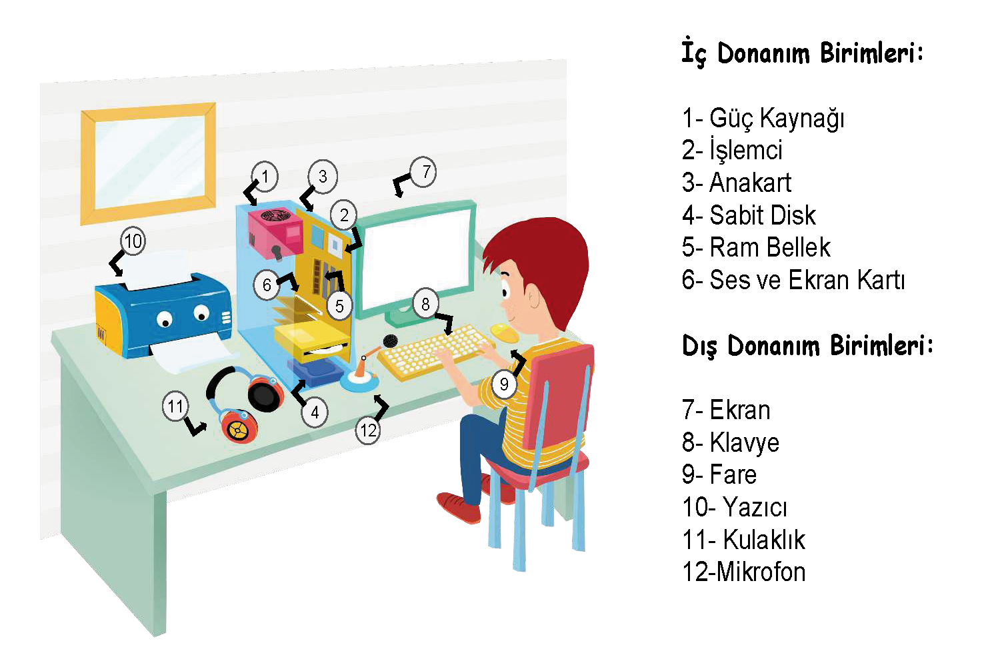 İç Donanım Birimleri:
1- Güç Kaynağı
2- İşlemci
3- Anakart
4- Sabit Disk
5- Ram Bellek
6- Ses ve Ekran Kartı
Dış Donanım Birimleri:
7- Ekran
8- Klavye
9- Fare
10- Yazıcı
11- Kulaklık
12-Mikrofon
1
3
7
2
10
6
5
8
9
11
4
12